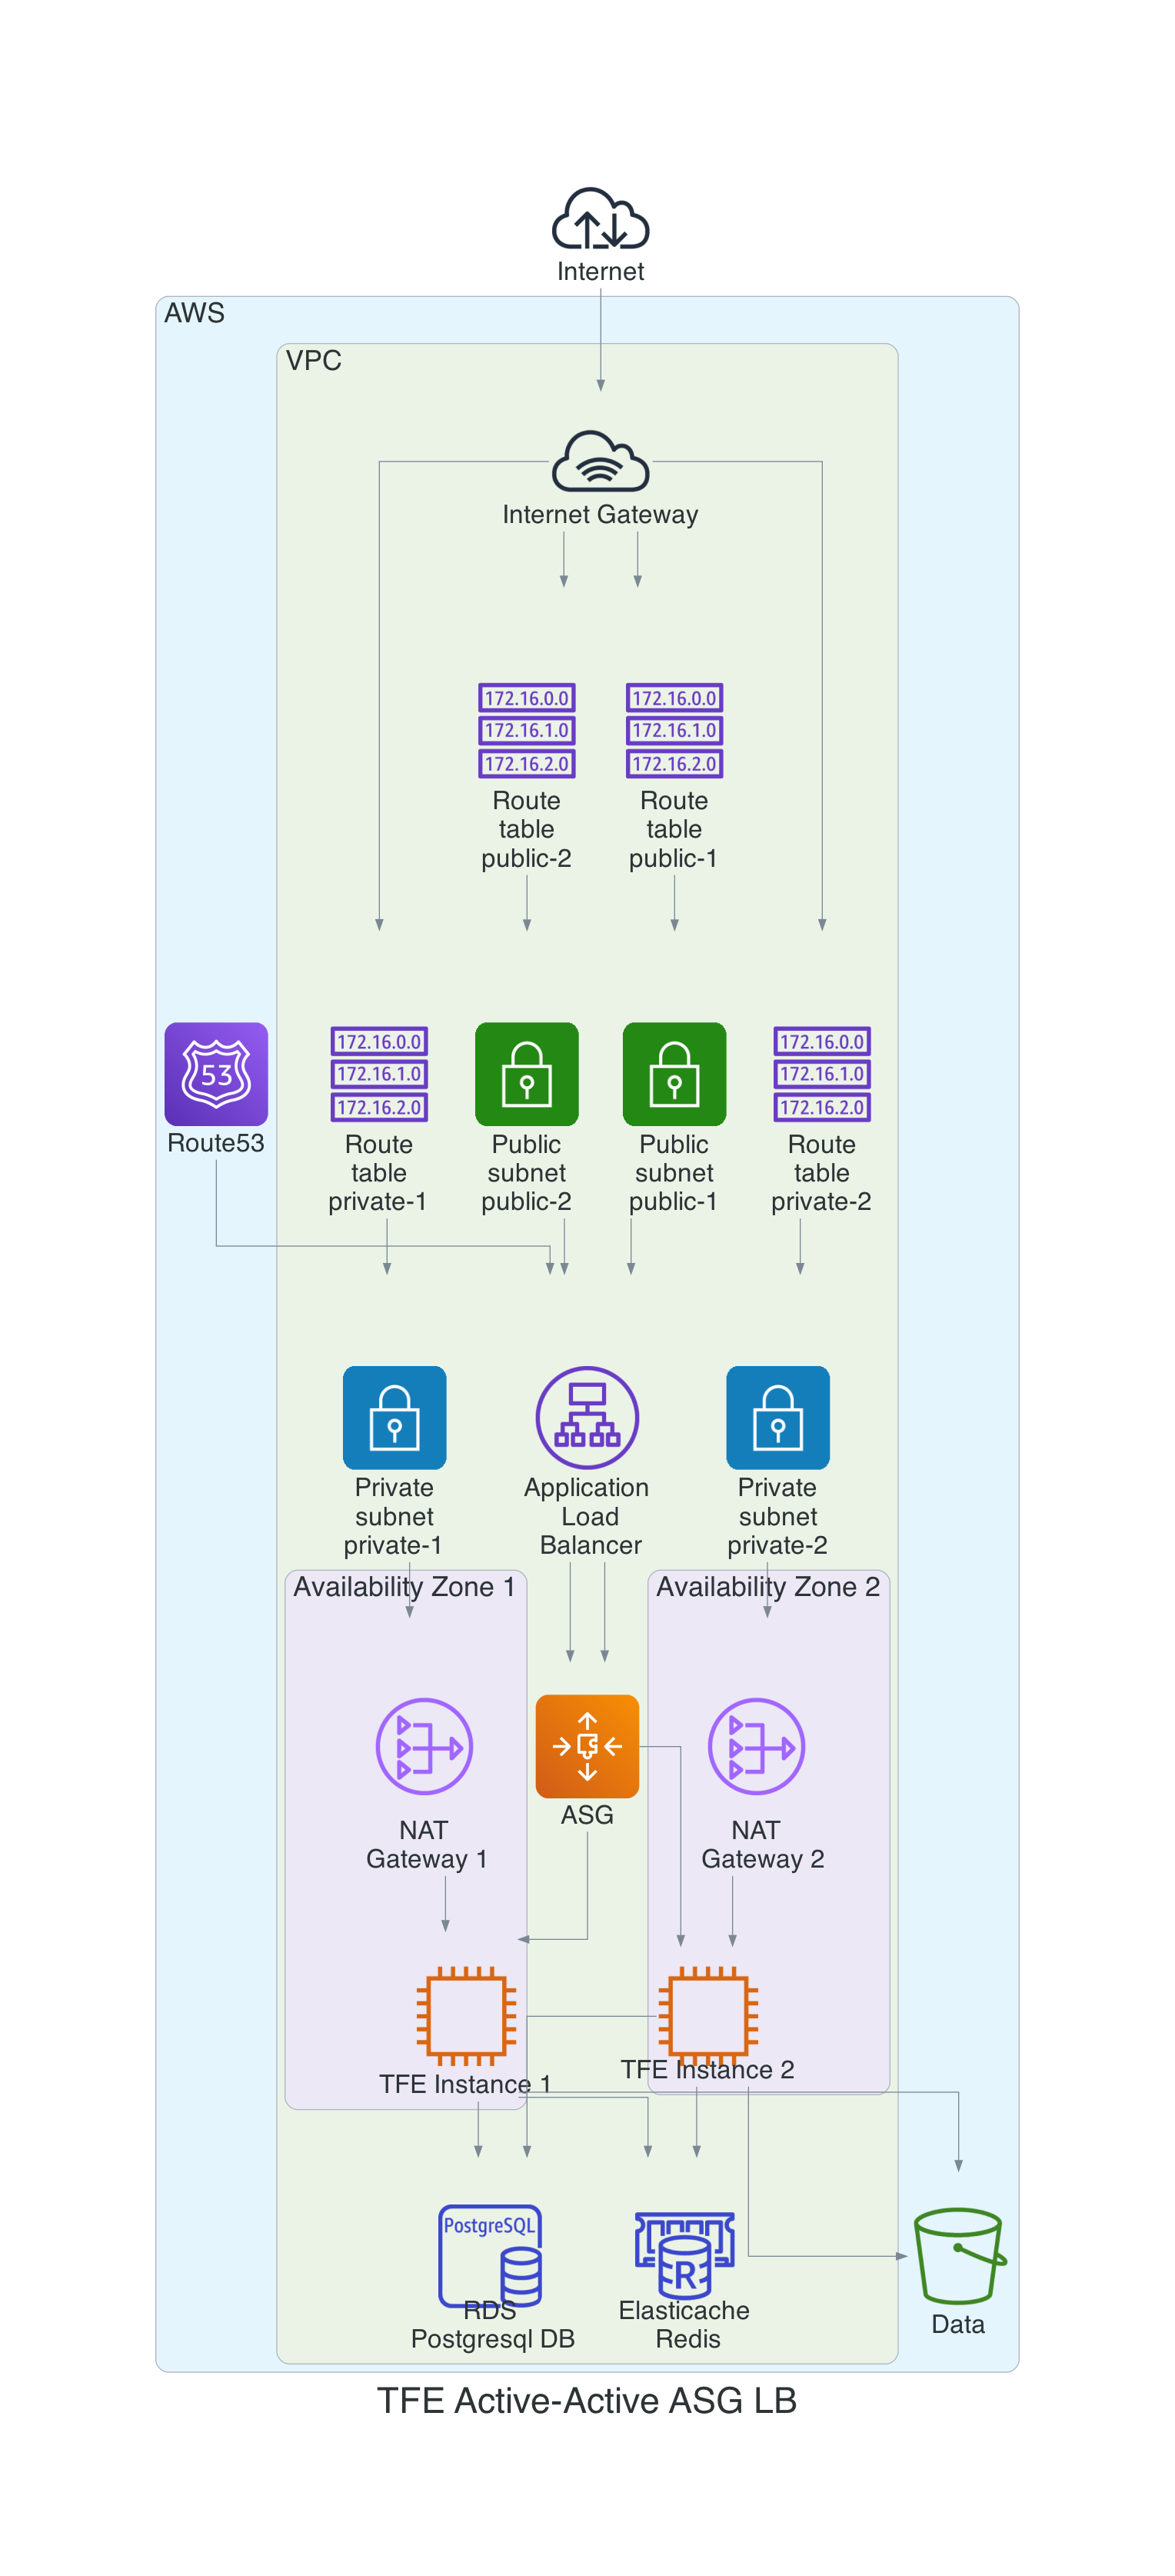 Internet
AWS
VPC
Internet Gateway
172.16.0.0
172.16.1.0
172.16.2.0
Route
table
public-2
172.16.0.0
172.16.1.0
172.16.2.0
Route
table
public-1
53
Route53
172.16.0.0
172.16.1.0
172.16.2.0
Route
table
private-1
Public
subnet
public-2
Public
subnet
public-1
172.16.0.0
172.16.1.0
172.16.2.0
Route
table
private-2
Private
subnet
private-1
Application
Load
Balancer
Private
subnet
private-2
Availability Zone 1
Availability Zone 2
NAT
Gateway 1
ASG
NAT
Gateway 2
TFE Instance 1
TFE Instance 2
PostgreSQL
RDS
Postgresql DB
R
Elasticache
Redis
Data
TFE Active-Active ASG LB